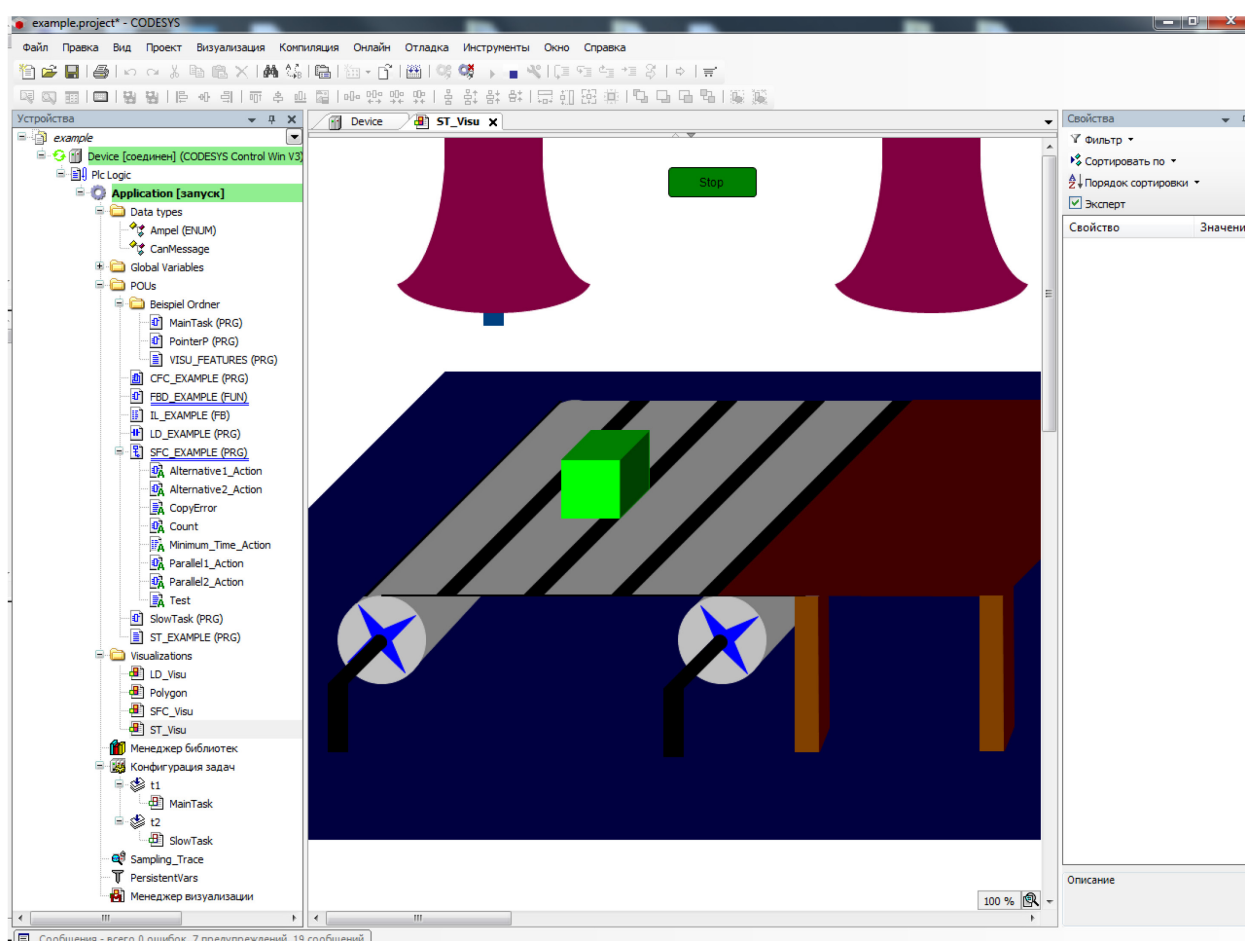 example.project* - CODESYS
Файл Правка Вид Проект Визуализация Компиляция Онлайн Отладка Инструменты Окно Справка
Устройства
example
Device [соединен] (CODESYS Control Win V3)
Plc Logic
Application [запуск]
Data types
Ampel (ENUM)
CanMessage
Global Variables
POUs
Beispiel Ordner
MainTask (PRG)
PointerP (PRG)
VISU_FEATURES (PRG)
CFC_EXAMPLE (PRG)
FBD_EXAMPLE (FUN)
IL_EXAMPLE (FB)
LD_EXAMPLE (PRG)
SFC_EXAMPLE (PRG)
Alternative1_Action
Alternative2_Action
CopyError
Count
Minimum_Time_Action
Parallel1_Action
Parallel2_Action
Test
SlowTask (PRG)
ST_EXAMPLE (PRG)
Visualizations
LD_Visu
Polygon
SFC_Visu
ST_Visu
Менеджер библиотек
Конфигурация задач
t1
MainTask
t2
SlowTask
Sampling_Trace
PersistentVars
Менеджер визуализации
Device ST_Visu
Stop
100 %
Свойства
Фильтр
Сортировать по
Порядок сортировки
Эксперт
Свойство Значени
Описание
Сообщения - всего 0 ошибок, 7 предупреждений, 19 сообщений